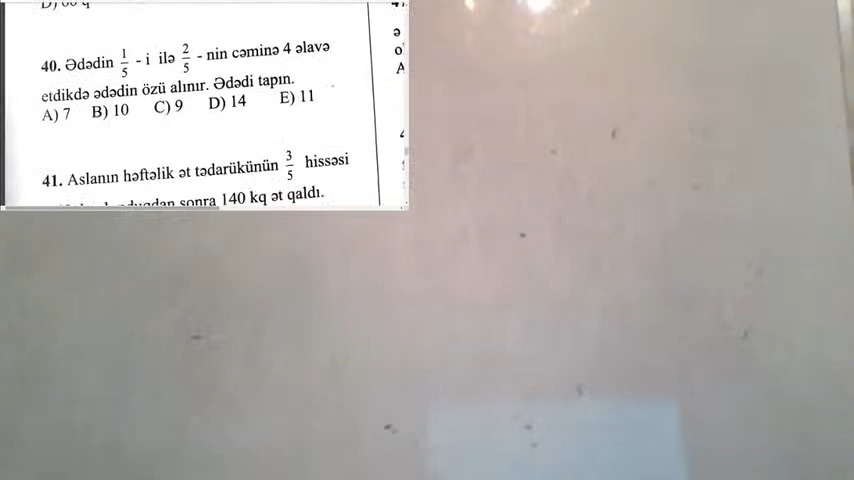 40. Ədədin 1/5 - i ilə 2/5 - nin cəminə 4 əlavə
etdikdə ədədin özü alınır. Ədədi tapın.
A) 7 B) 10 C) 9 D) 14 E) 11
41. Aslanın həftəlik ət tədarükünün 3/5 hissəsi
sonra 140 kq ət qaldı.